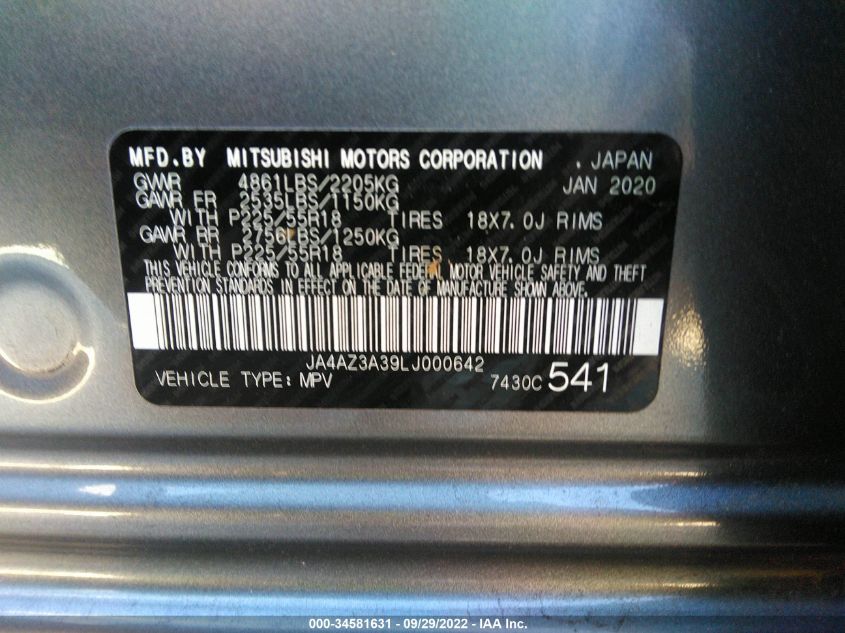 MFD.BY MITSUBISHI MOTORS CORPORATION . JAPAN
GVWR 4861LBS/2205KG JAN 2020
GAWR FR 2535LBS/1150KG
WITH P225/55R18 TIRES 18X7.0J RIMS
GAWR RR 2756LBS/1250KG
WITH P225/55R18 TIRES 18X7.0J RIMS
THIS VEHICLE CONFORMS TO ALL APPLICABLE FEDERAL MOTOR VEHICLE SAFETY AND THEFT
PREVENTION STANDARDS IN EFFECT ON THE DATE OF MANUFACTURE SHOWN ABOVE.
JA4AZ3A39LJ000642
VEHICLE TYPE: MPV 7430C 541
000-34581631 - 09/29/2022 - IAA Inc.